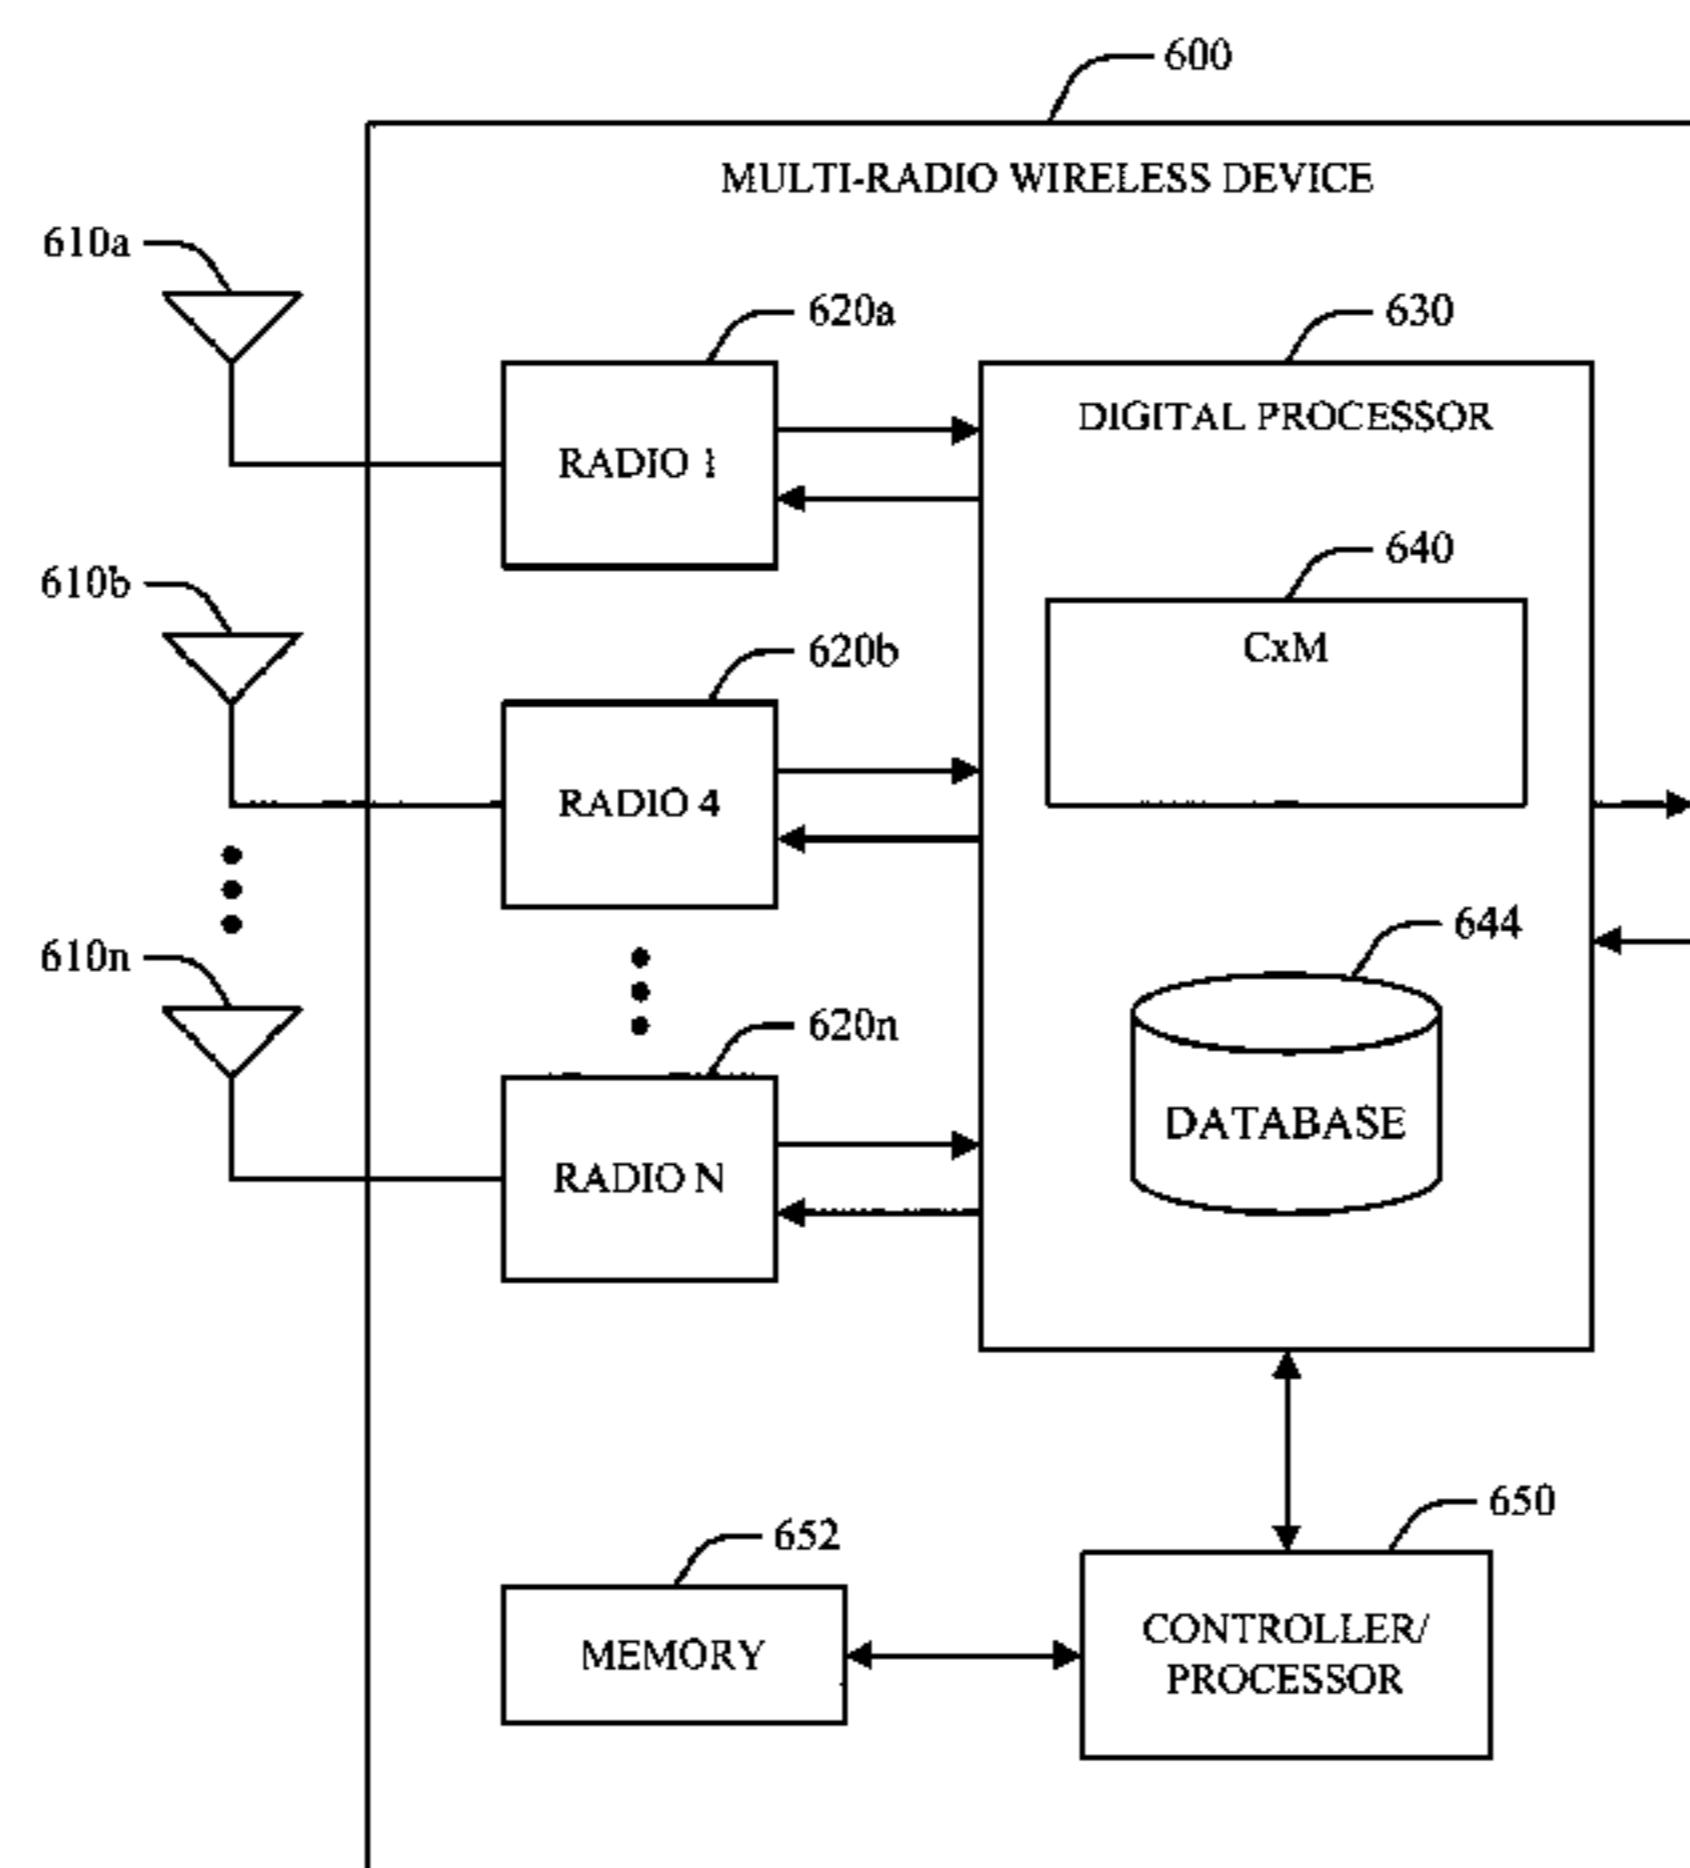 600
MULTI-RADIO WIRELESS DEVICE
610a
620a
630
RADIO 1
DIGITAL PROCESSOR
640
CxM
610b
620b
RADIO 4
644
610n
620n
RADIO N
DATABASE
652
650
MEMORY
CONTROLLER/
PROCESSOR